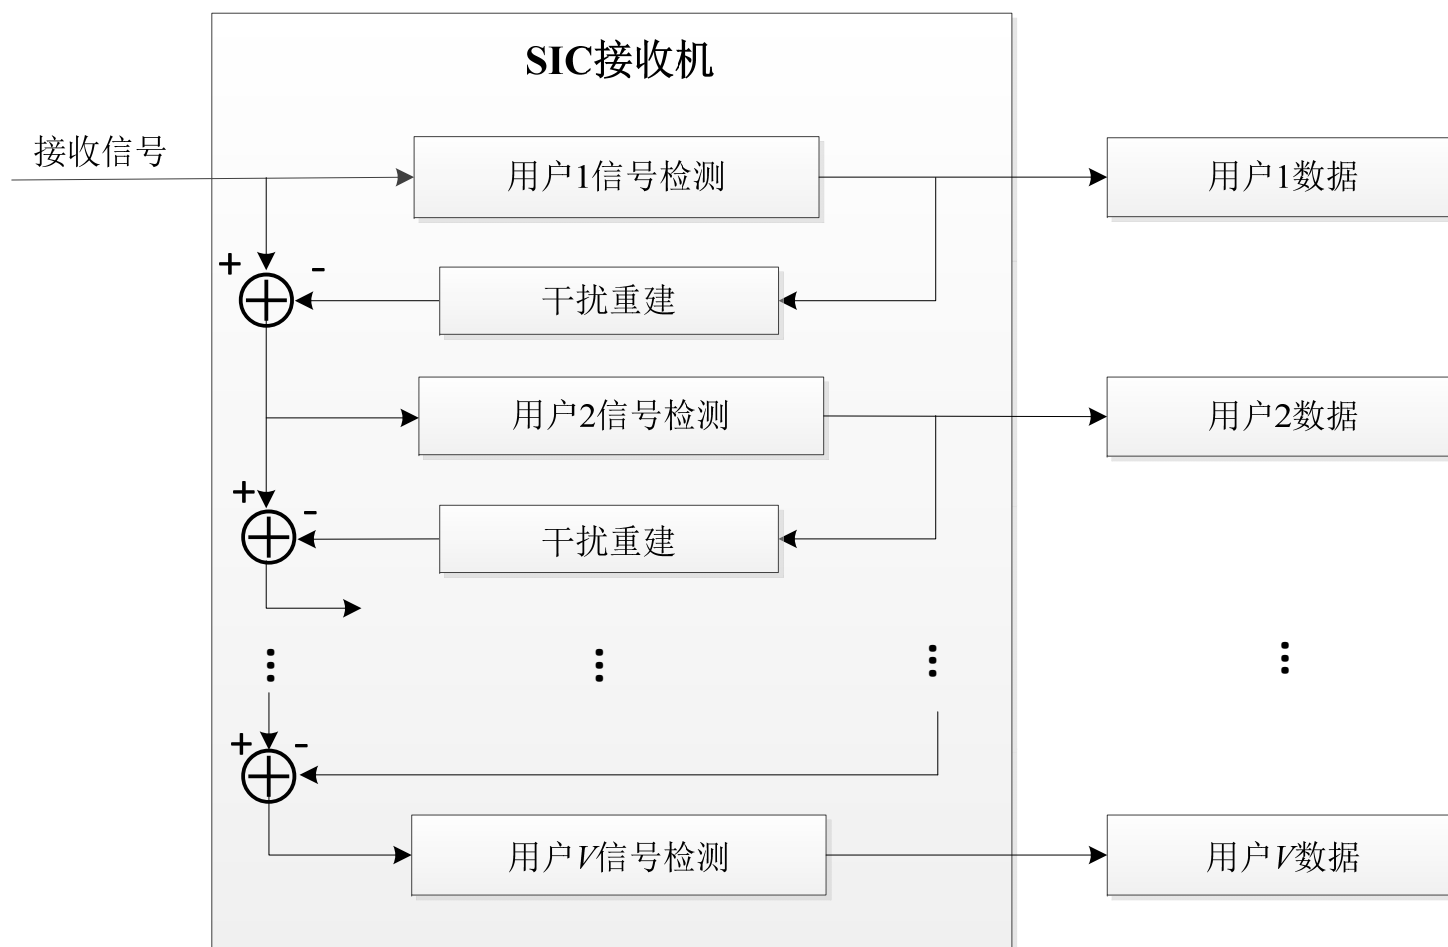 SIC接收机
接收信号
用户1信号检测
用户1数据
+
-
干扰重建
用户2信号检测
用户2数据
+
-
干扰重建
+
-
用户V信号检测
用户V数据